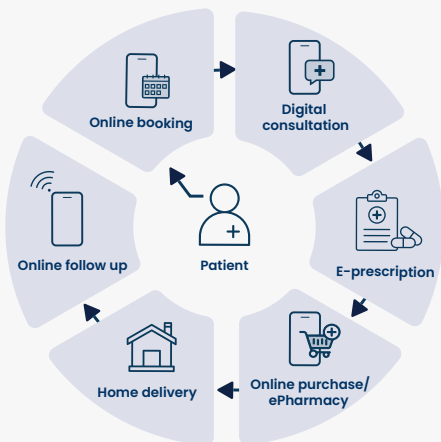 Online booking
Digital
consultation
E-prescription
Online purchase/
ePharmacy
Home delivery
Online follow up
Patient